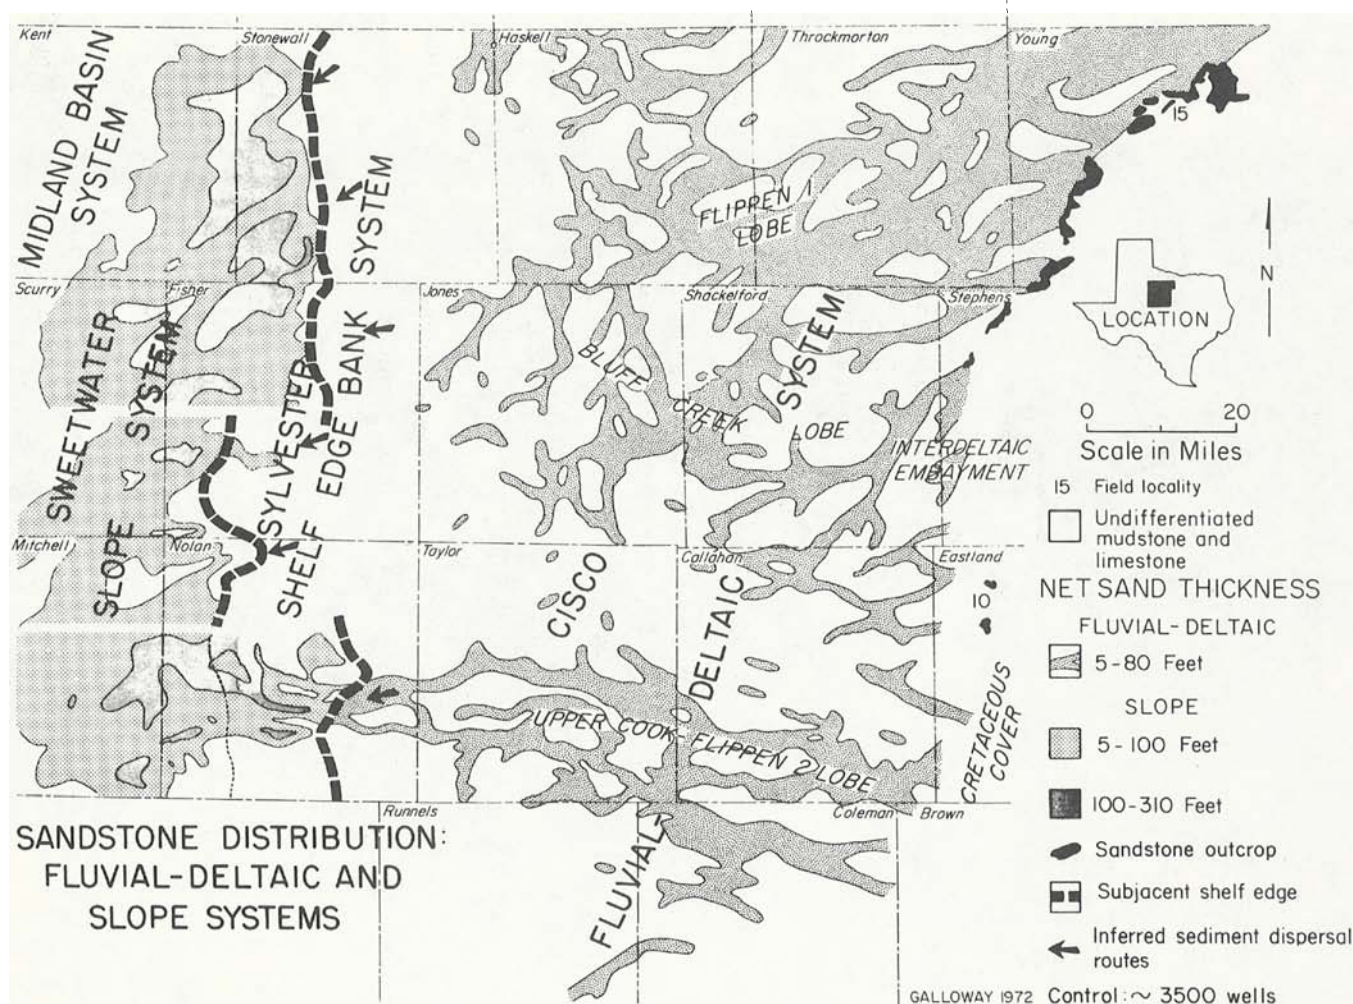 Kent
Stonewall
Haskell
Throckmorton
Young
MIDLAND BASIN
SYSTEM
15
FLIPPEN 1
LOBE
Scurry
Fisher
Jones
Shackelford
Stephens
N
LOCATION
SWEETWATER
SLOPE
SYSTEM
SYLVESTER
SHELF EDGE BANK
SYSTEM
BLUFF
CREEK
LOBE
INTERDELTAIC
EMBAYMENT
CISCO
FLUVIAL-
DELTAIC
SYSTEM
Mitchell
Nolan
Taylor
Callahan
Eastland
10
UPPER COOK-FLIPPEN 2 LOBE
CRETACEOUS
COVER
Runnels
Coleman
Brown
SANDSTONE DISTRIBUTION:
FLUVIAL-DELTAIC AND
SLOPE SYSTEMS
0 20
Scale in Miles
15 Field locality
Undifferentiated
mudstone and
limestone
NET SAND THICKNESS
FLUVIAL-DELTAIC
5-80 Feet
SLOPE
5-100 Feet
100-310 Feet
Sandstone outcrop
Subjacent shelf edge
Inferred sediment dispersal
routes
GALLOWAY 1972 Control: ~ 3500 wells